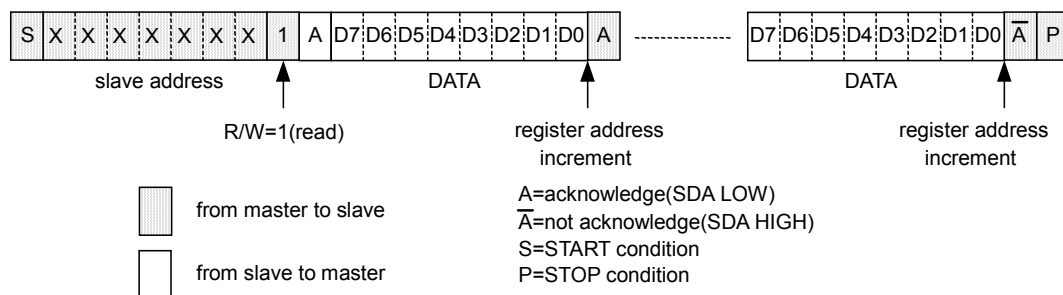 S X X X X X X X 1 A D7 D6 D5 D4 D3 D2 D1 D0 A D7 D6 D5 D4 D3 D2 D1 D0 A̅ P
slave address DATA DATA
R/W=1(read) register address increment register address increment
from master to slave
from slave to master
A=acknowledge(SDA LOW)
A̅=not acknowledge(SDA HIGH)
S=START condition
P=STOP condition